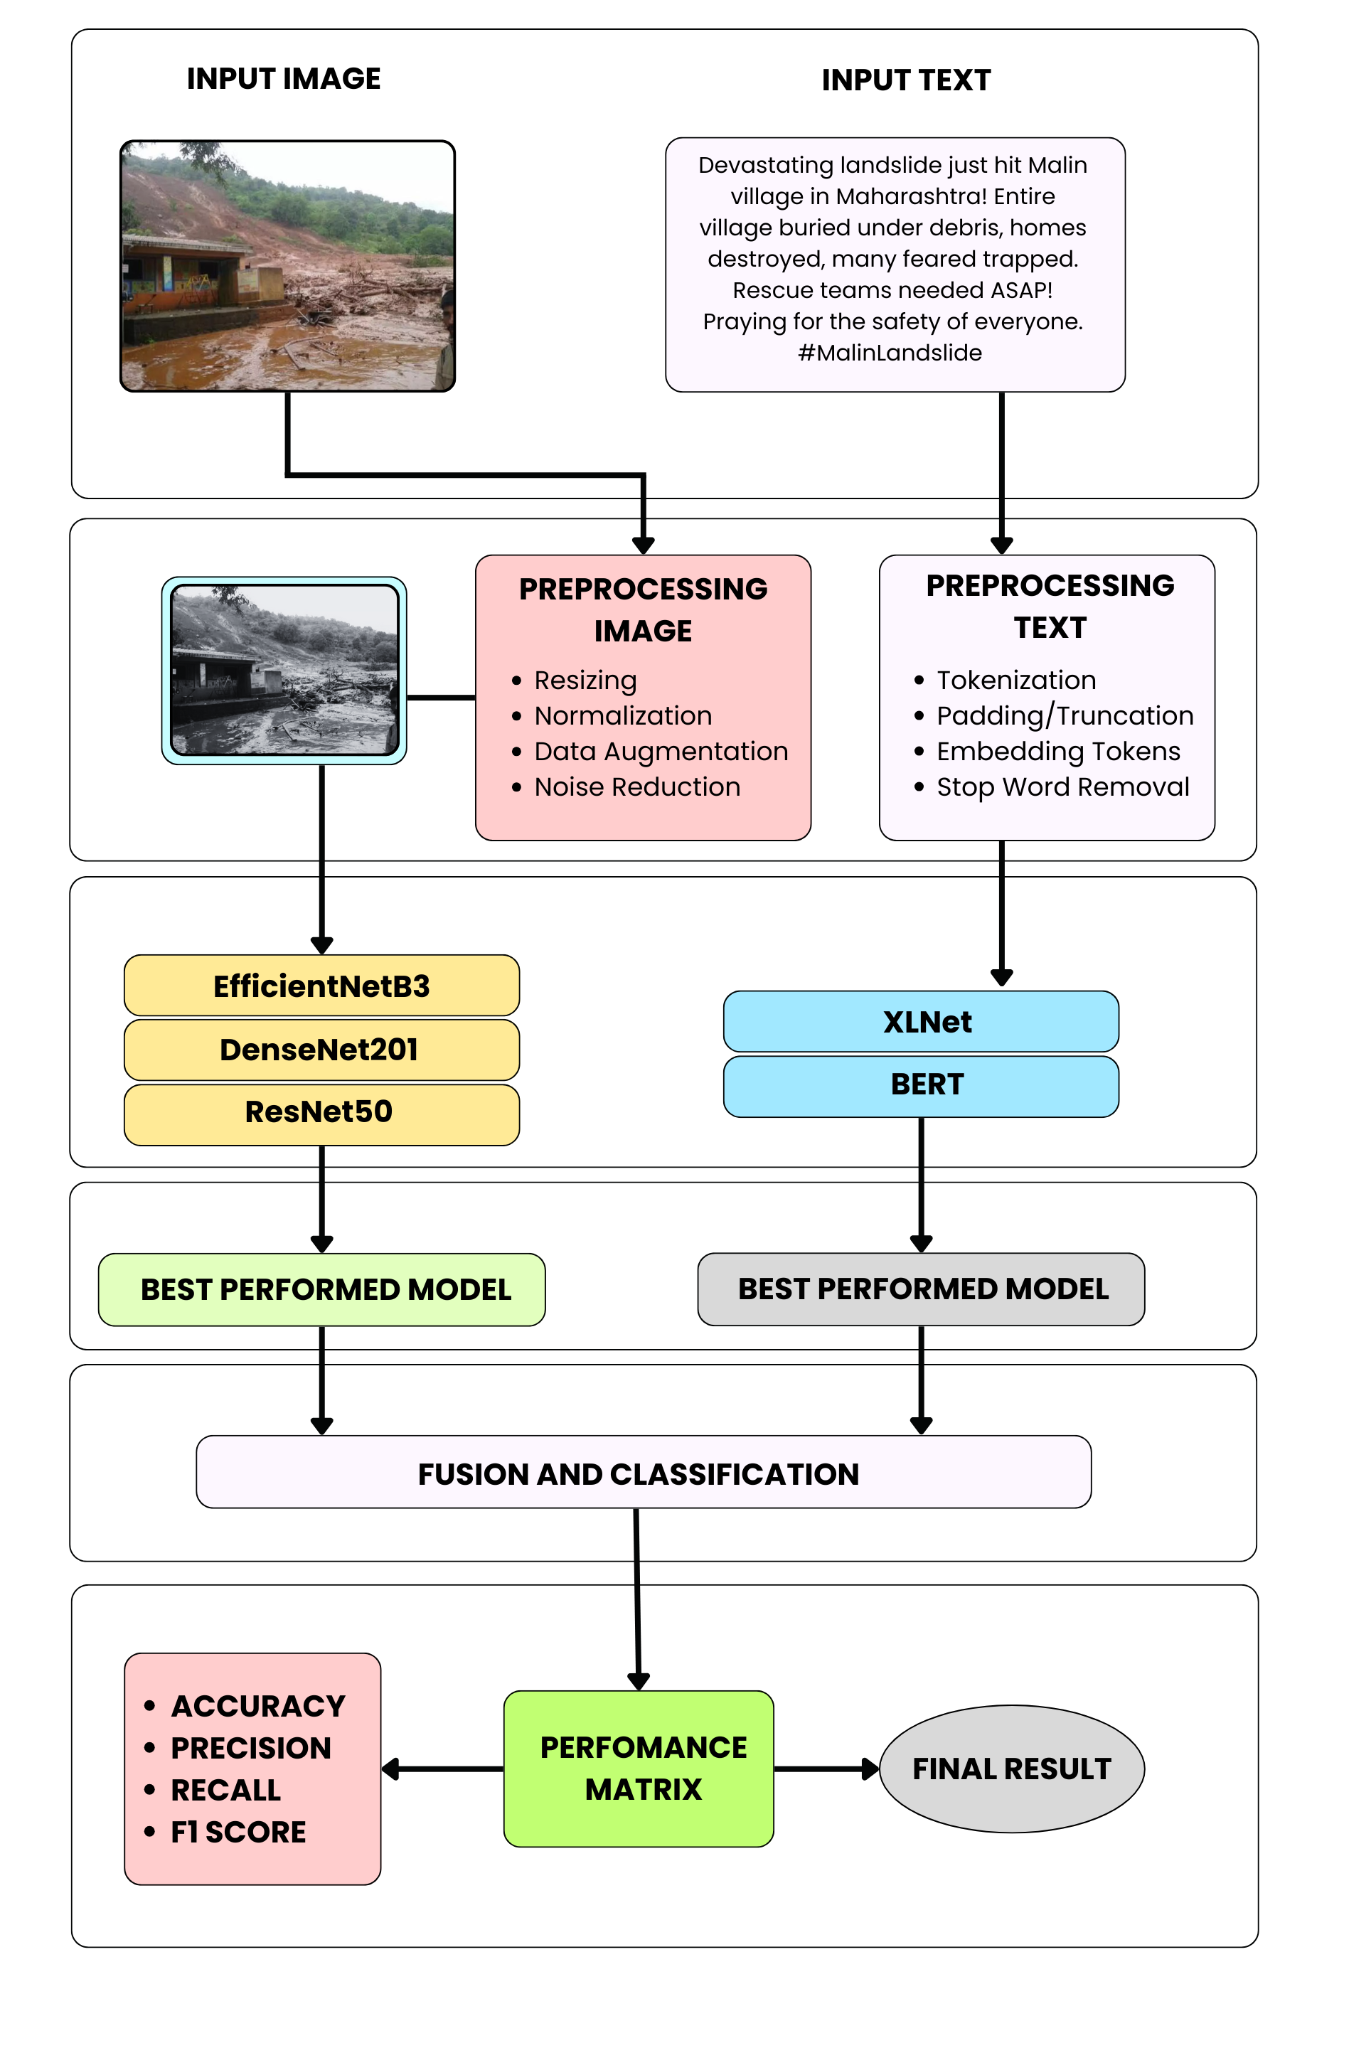 INPUT IMAGE
INPUT TEXT
Devastating landslide just hit Malin
village in Maharashtra! Entire
village buried under debris, homes
destroyed, many feared trapped.
Rescue teams needed ASAP!
Praying for the safety of everyone.
#MalinLandslide
PREPROCESSING
IMAGE
• Resizing
• Normalization
• Data Augmentation
• Noise Reduction
PREPROCESSING
TEXT
• Tokenization
• Padding/Truncation
• Embedding Tokens
• Stop Word Removal
EfficientNetB3
DenseNet201
ResNet50
XLNet
BERT
BEST PERFORMED MODEL
BEST PERFORMED MODEL
FUSION AND CLASSIFICATION
• ACCURACY
• PRECISION
• RECALL
• F1 SCORE
PERFOMANCE
MATRIX
FINAL RESULT